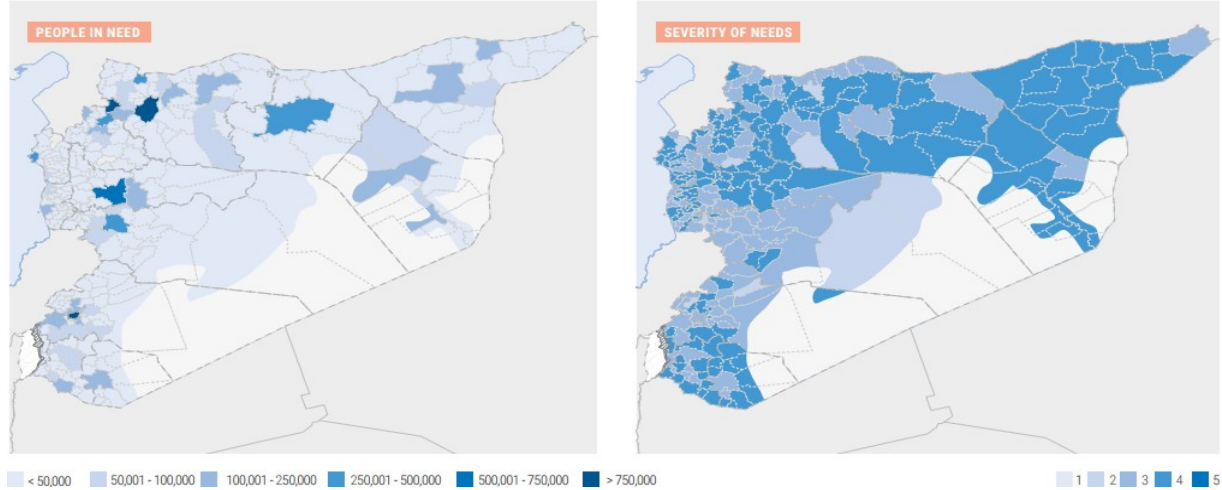 PEOPLE IN NEED
SEVERITY OF NEEDS
< 50,000 50,001 - 100,000 100,001 - 250,000 250,001 - 500,000 500,001 - 750,000 > 750,000
1 2 3 4 5